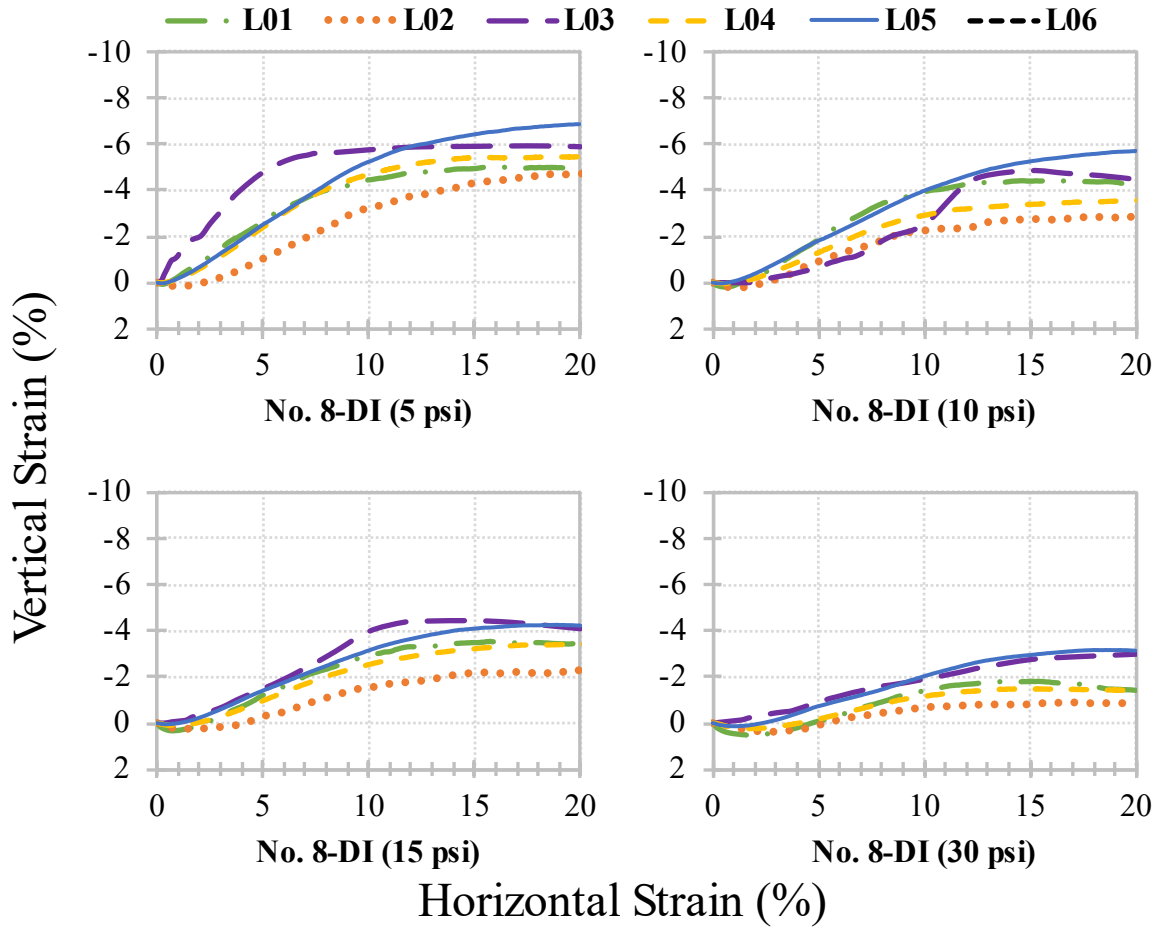 L01 L02 L03 L04 L05 L06
Vertical Strain (%)
-10
-8
-6
-4
-2
0
2
0 5 10 15 20
No. 8-DI (5 psi)
-10
-8
-6
-4
-2
0
2
0 5 10 15 20
No. 8-DI (10 psi)
-10
-8
-6
-4
-2
0
2
0 5 10 15 20
No. 8-DI (15 psi)
-10
-8
-6
-4
-2
0
2
0 5 10 15 20
No. 8-DI (30 psi)
Horizontal Strain (%)